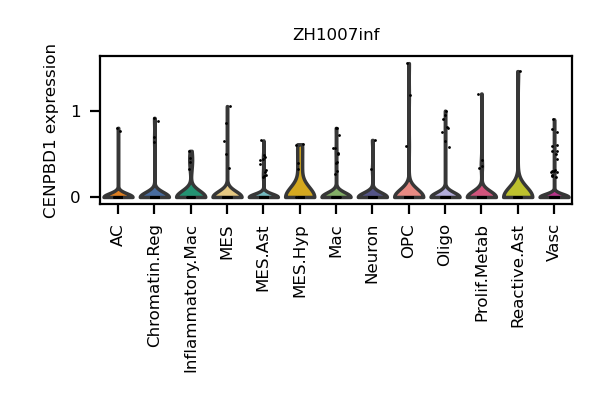 ZH1007inf
CENPBD1 expression
1
0
AC
Chromatin.Reg
Inflammatory.Mac
MES
MES.Ast
MES.Hyp
Mac
Neuron
OPC
Oligo
Prolif.Metab
Reactive.Ast
Vasc